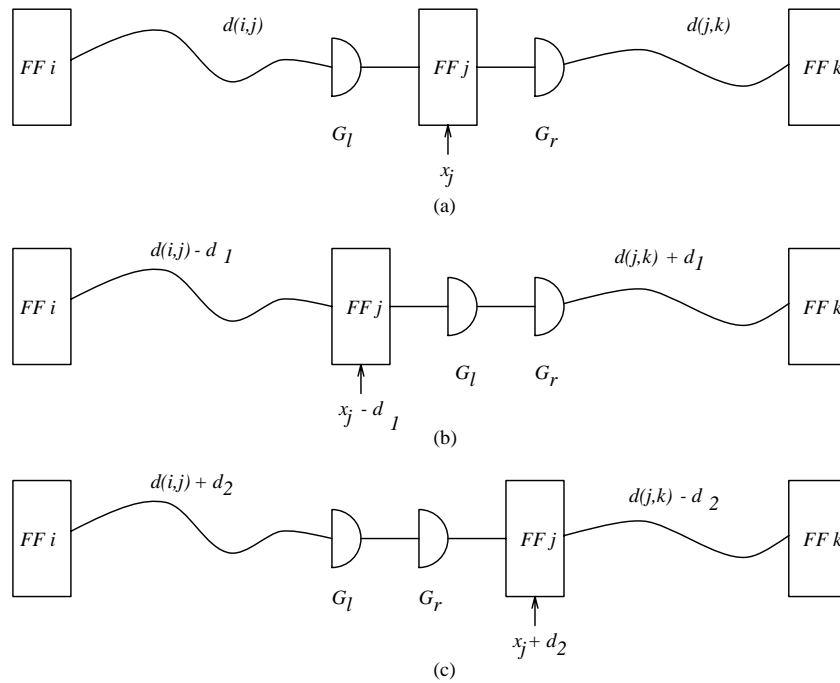 d(i,j) d(j,k)
FF i FF j FF k
G_l G_r
x_j
(a)
d(i,j) - d_1 d(j,k) + d_1
FF i FF j FF k
G_l G_r
x_j - d_1
(b)
d(i,j) + d_2 d(j,k) - d_2
FF i FF j FF k
G_l G_r
x_j + d_2
(c)